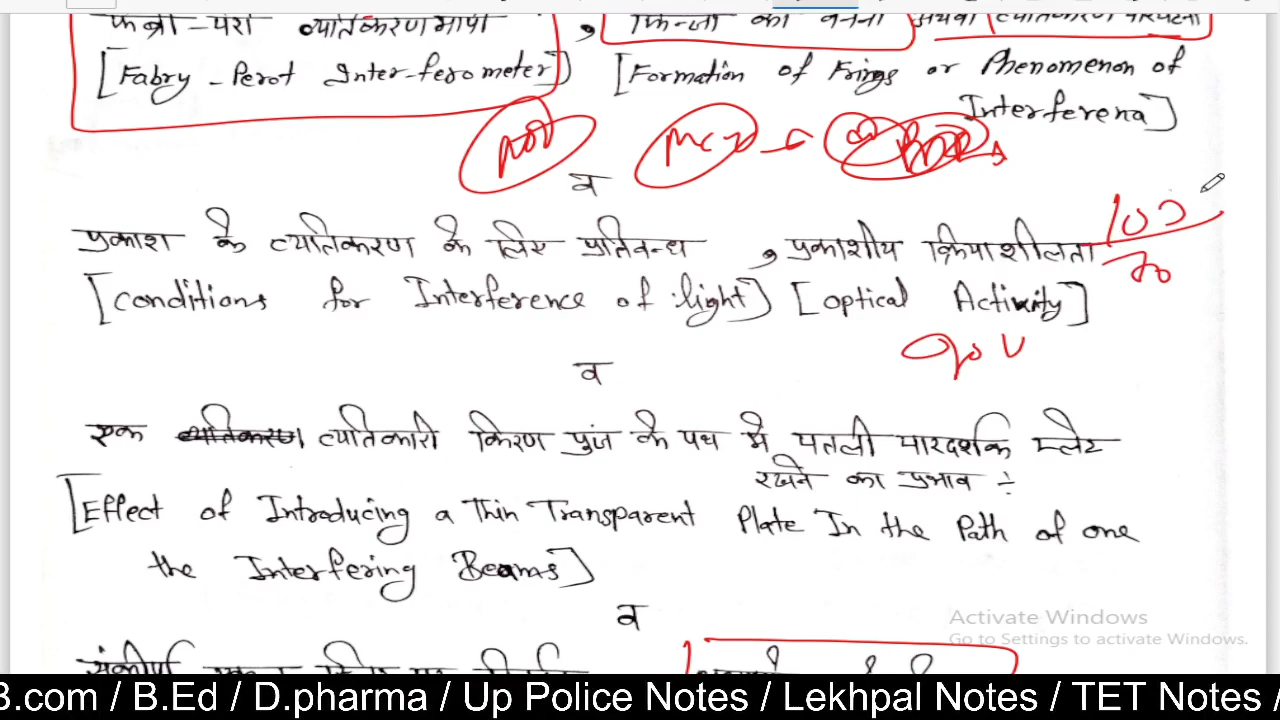 फेब्री-पेरो व्यतिकरणमापी , फ्रिन्जों का बनना अथवा व्यतिकरण परिघटना
[Fabry-Perot Inter-ferometer] [Formation of Frings or Phenomenon of
Interferena]
व
प्रकाश के व्यतिकरण के लिए प्रतिबन्ध , प्रकाशीय क्रियाशीलता
[Conditions for Interference of light] [Optical Activity]
व
एक व्यतिकारी किरण पुंज के पथ में पतली पारदर्शक प्लेट
रखने का प्रभाव ÷
[Effect of Introducing a Thin Transparent Plate In the Path of one
the Interfering Beams]
व
Activate Windows
Go to Settings to activate Windows.
3.com / B.Ed / D.pharma / Up Police Notes / Lekhpal Notes / TET Notes /